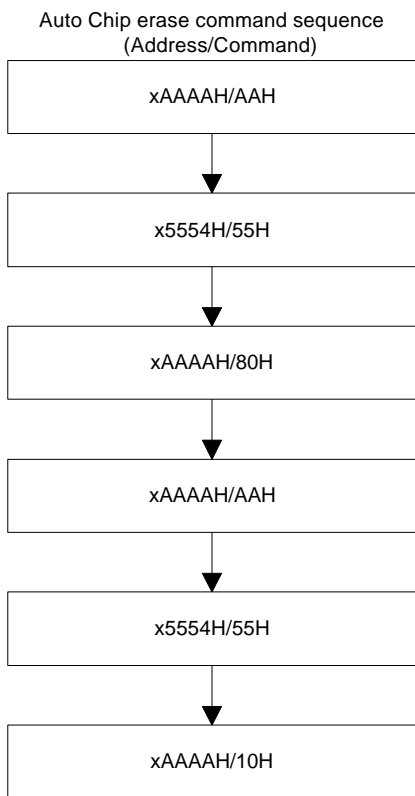 Auto Chip erase command sequence
(Address/Command)
xAAAAH/AAH
x5554H/55H
xAAAAH/80H
xAAAAH/AAH
x5554H/55H
xAAAAH/10H